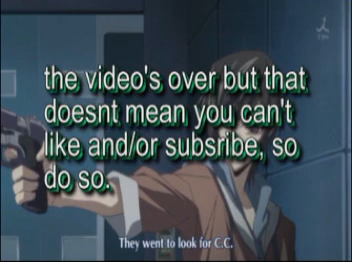 TBS
the video's over but that
doesnt mean you can't
like and/or subsribe, so
do so.
They went to look for C.C.